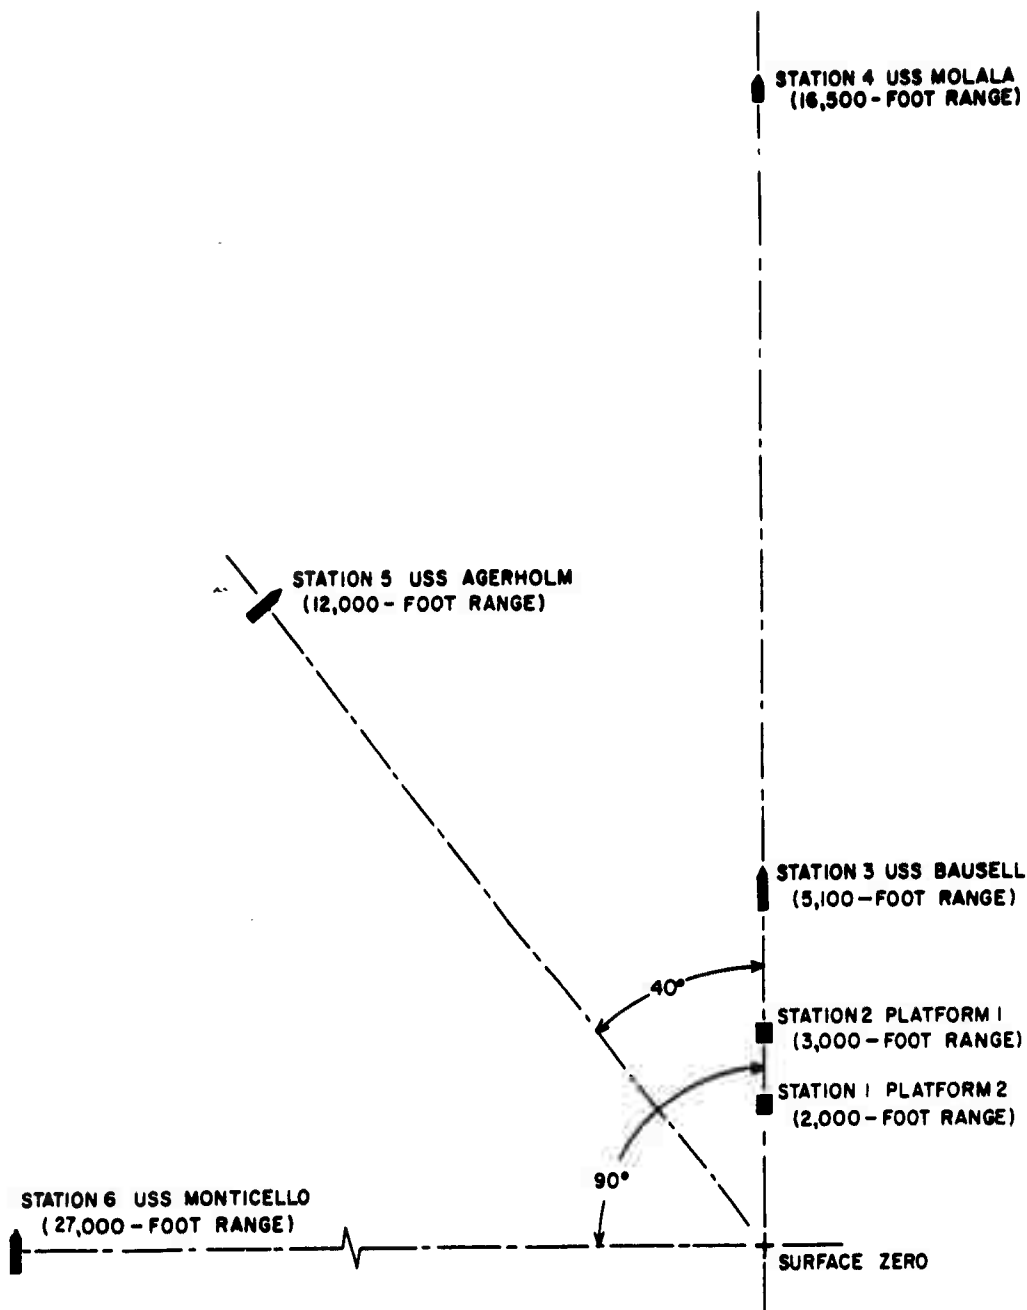 STATION 4 USS MOLALA
(16,500-FOOT RANGE)
STATION 5 USS AGERHOLM
(12,000-FOOT RANGE)
STATION 3 USS BAUSELL
(5,100-FOOT RANGE)
40°
STATION 2 PLATFORM 1
(3,000-FOOT RANGE)
STATION 1 PLATFORM 2
(2,000-FOOT RANGE)
90°
STATION 6 USS MONTICELLO
(27,000-FOOT RANGE)
SURFACE ZERO